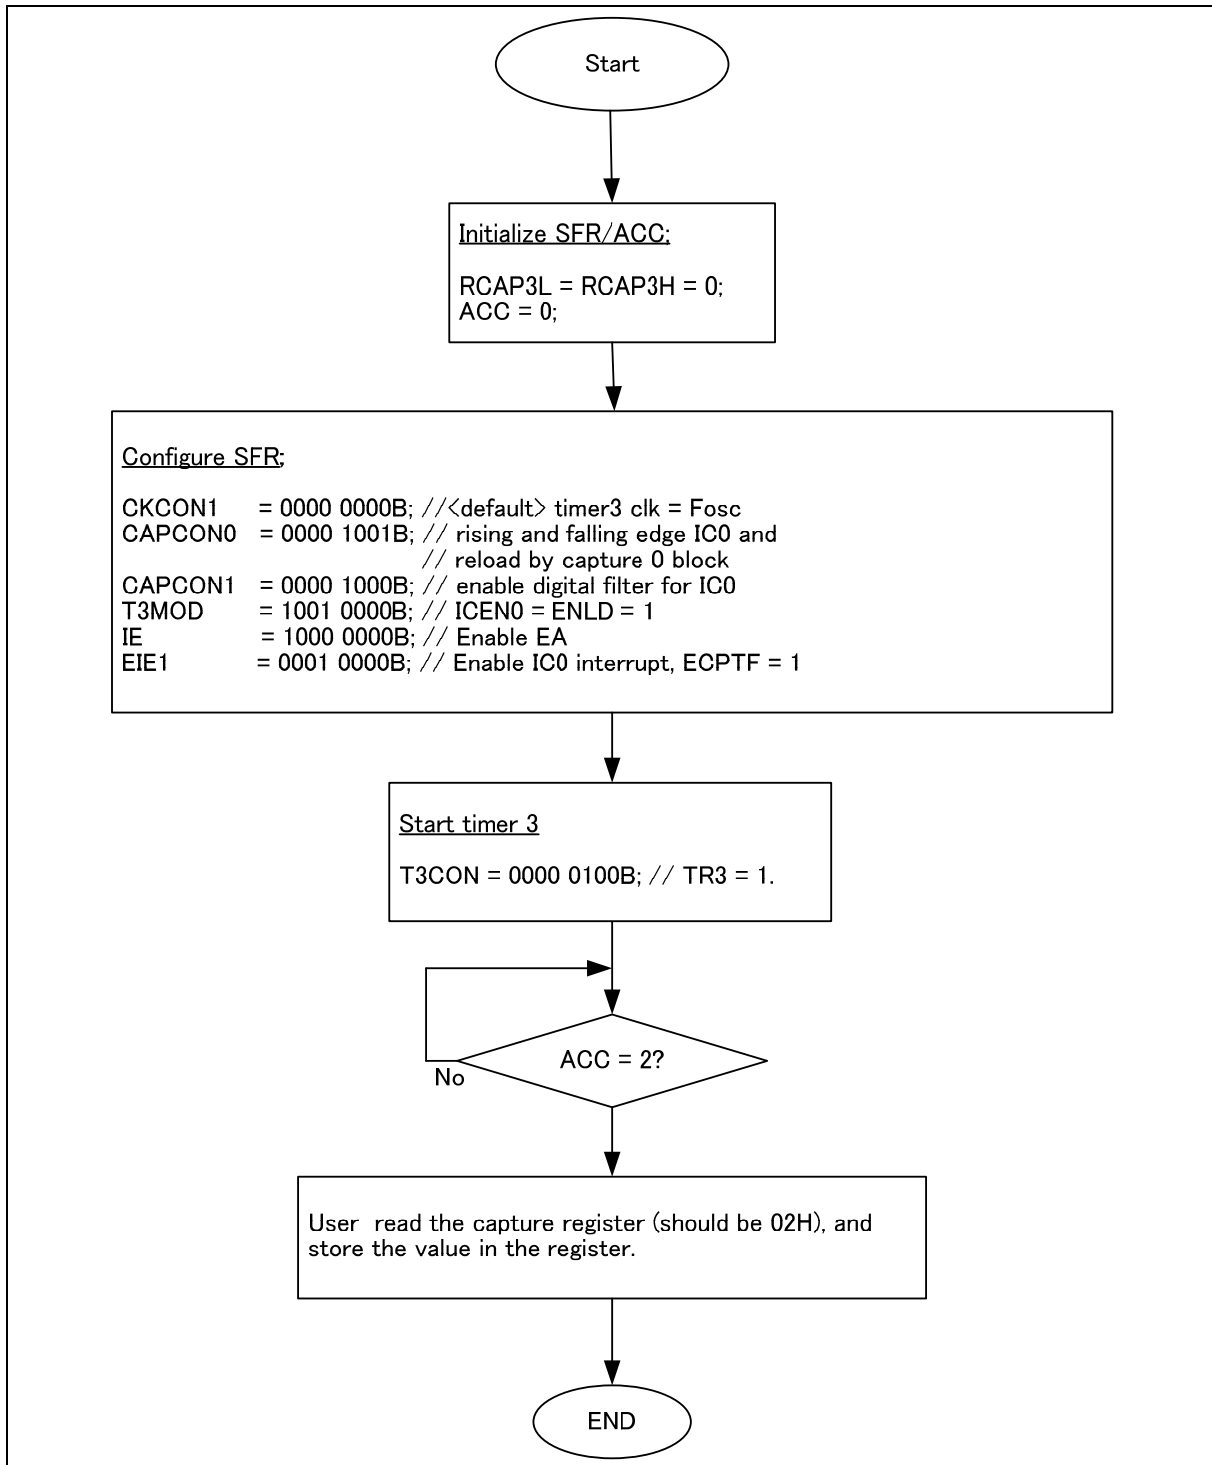 Start
Initialize SFR/ACC;
RCAP3L = RCAP3H = 0;
ACC = 0;
Configure SFR;
CKCON1 = 0000 0000B; //<default> timer3 clk = Fosc
CAPCON0 = 0000 1001B; // rising and falling edge IC0 and
// reload by capture 0 block
CAPCON1 = 0000 1000B; // enable digital filter for IC0
T3MOD = 1001 0000B; // ICEN0 = ENLD = 1
IE = 1000 0000B; // Enable EA
EIE1 = 0001 0000B; // Enable IC0 interrupt, ECPTF = 1
Start timer 3
T3CON = 0000 0100B; // TR3 = 1.
ACC = 2?
No
User read the capture register (should be 02H), and
store the value in the register.
END